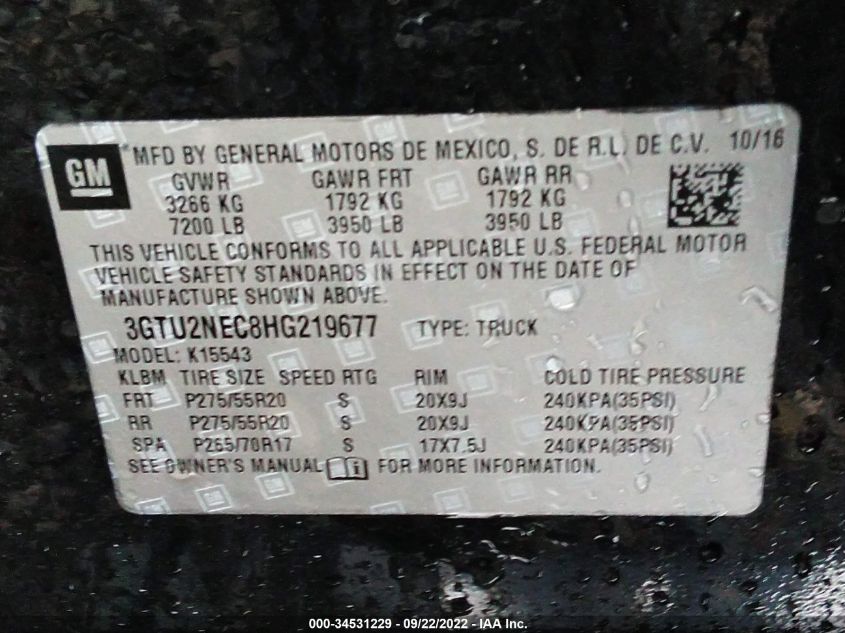 GM
MFD BY GENERAL MOTORS DE MEXICO, S. DE R.L. DE C.V. 10/16
GVWR GAWR FRT GAWR RR
3266 KG 1792 KG 1792 KG
7200 LB 3950 LB 3950 LB
THIS VEHICLE CONFORMS TO ALL APPLICABLE U.S. FEDERAL MOTOR
VEHICLE SAFETY STANDARDS IN EFFECT ON THE DATE OF
MANUFACTURE SHOWN ABOVE.
3GTU2NEC8HG219677 TYPE: TRUCK
MODEL: K15543
KLBM TIRE SIZE SPEED RTG RIM COLD TIRE PRESSURE
FRT P275/55R20 S 20X9J 240KPA(35PSI)
RR P275/55R20 S 20X9J 240KPA(35PSI)
SPA P265/70R17 S 17X7.5J 240KPA(35PSI)
SEE OWNER'S MANUAL FOR MORE INFORMATION.
000-34531229 - 09/22/2022 - IAA Inc.